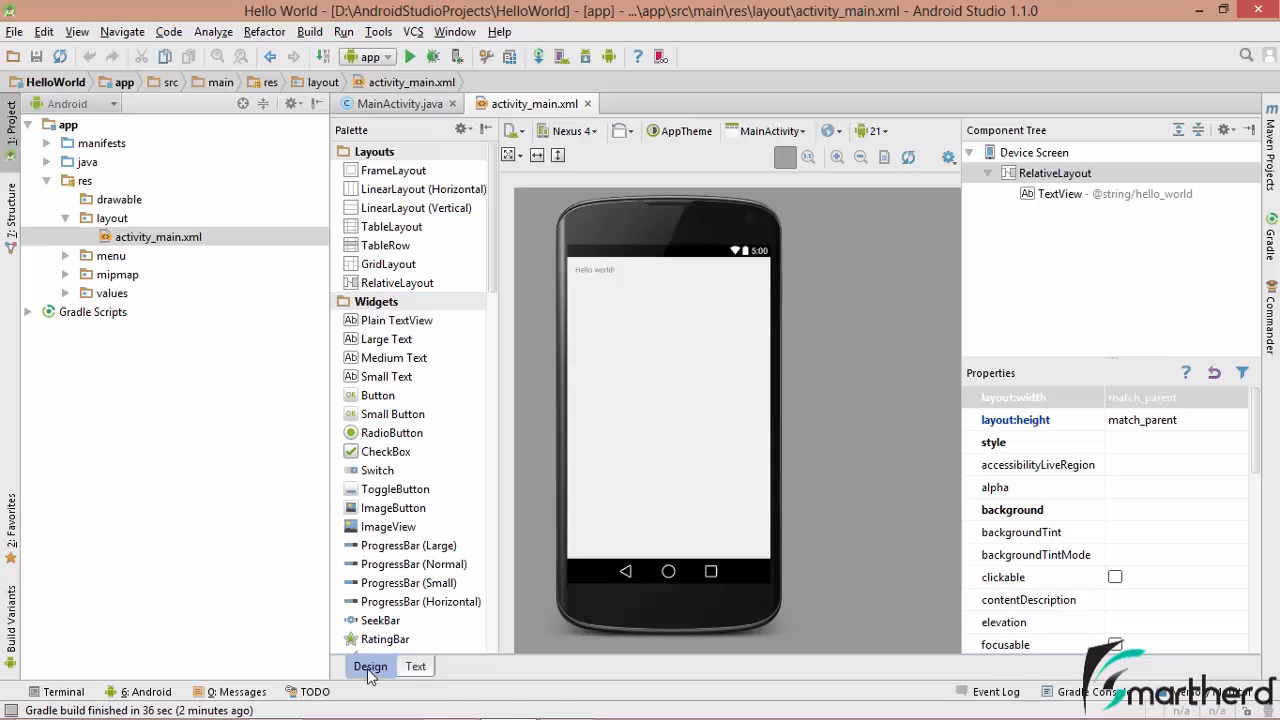 Hello World - [D:\AndroidStudioProjects\HelloWorld] - [app] - ...\app\src\main\res\layout\activity_main.xml - Android Studio 1.1.0
File Edit View Navigate Code Analyze Refactor Build Run Tools VCS Window Help
app
HelloWorld app src main res layout activity_main.xml
Android
MainActivity.java activity_main.xml
1: Project
Z: Structure
2: Favorites
Build Variants
app
manifests
java
res
drawable
layout
activity_main.xml
menu
mipmap
values
Gradle Scripts
Palette
Layouts
FrameLayout
LinearLayout (Horizontal)
LinearLayout (Vertical)
TableLayout
TableRow
GridLayout
RelativeLayout
Widgets
Plain TextView
Large Text
Medium Text
Small Text
Button
Small Button
RadioButton
CheckBox
Switch
ToggleButton
ImageButton
ImageView
ProgressBar (Large)
ProgressBar (Normal)
ProgressBar (Small)
ProgressBar (Horizontal)
SeekBar
RatingBar
Design Text
Nexus 4 AppTheme MainActivity 21
5:00
Hello world!
Component Tree
Device Screen
RelativeLayout
TextView - @string/hello_world
Properties
layout:width match_parent
layout:height match_parent
style
accessibilityLiveRegion
alpha
background
backgroundTint
backgroundTintMode
clickable
contentDescription
elevation
focusable
Maven Projects
Gradle
Commander
Terminal 6: Android 0: Messages TODO Event Log Gradle
Gradle build finished in 36 sec (2 minutes ago) n/a n/a
Smartherd